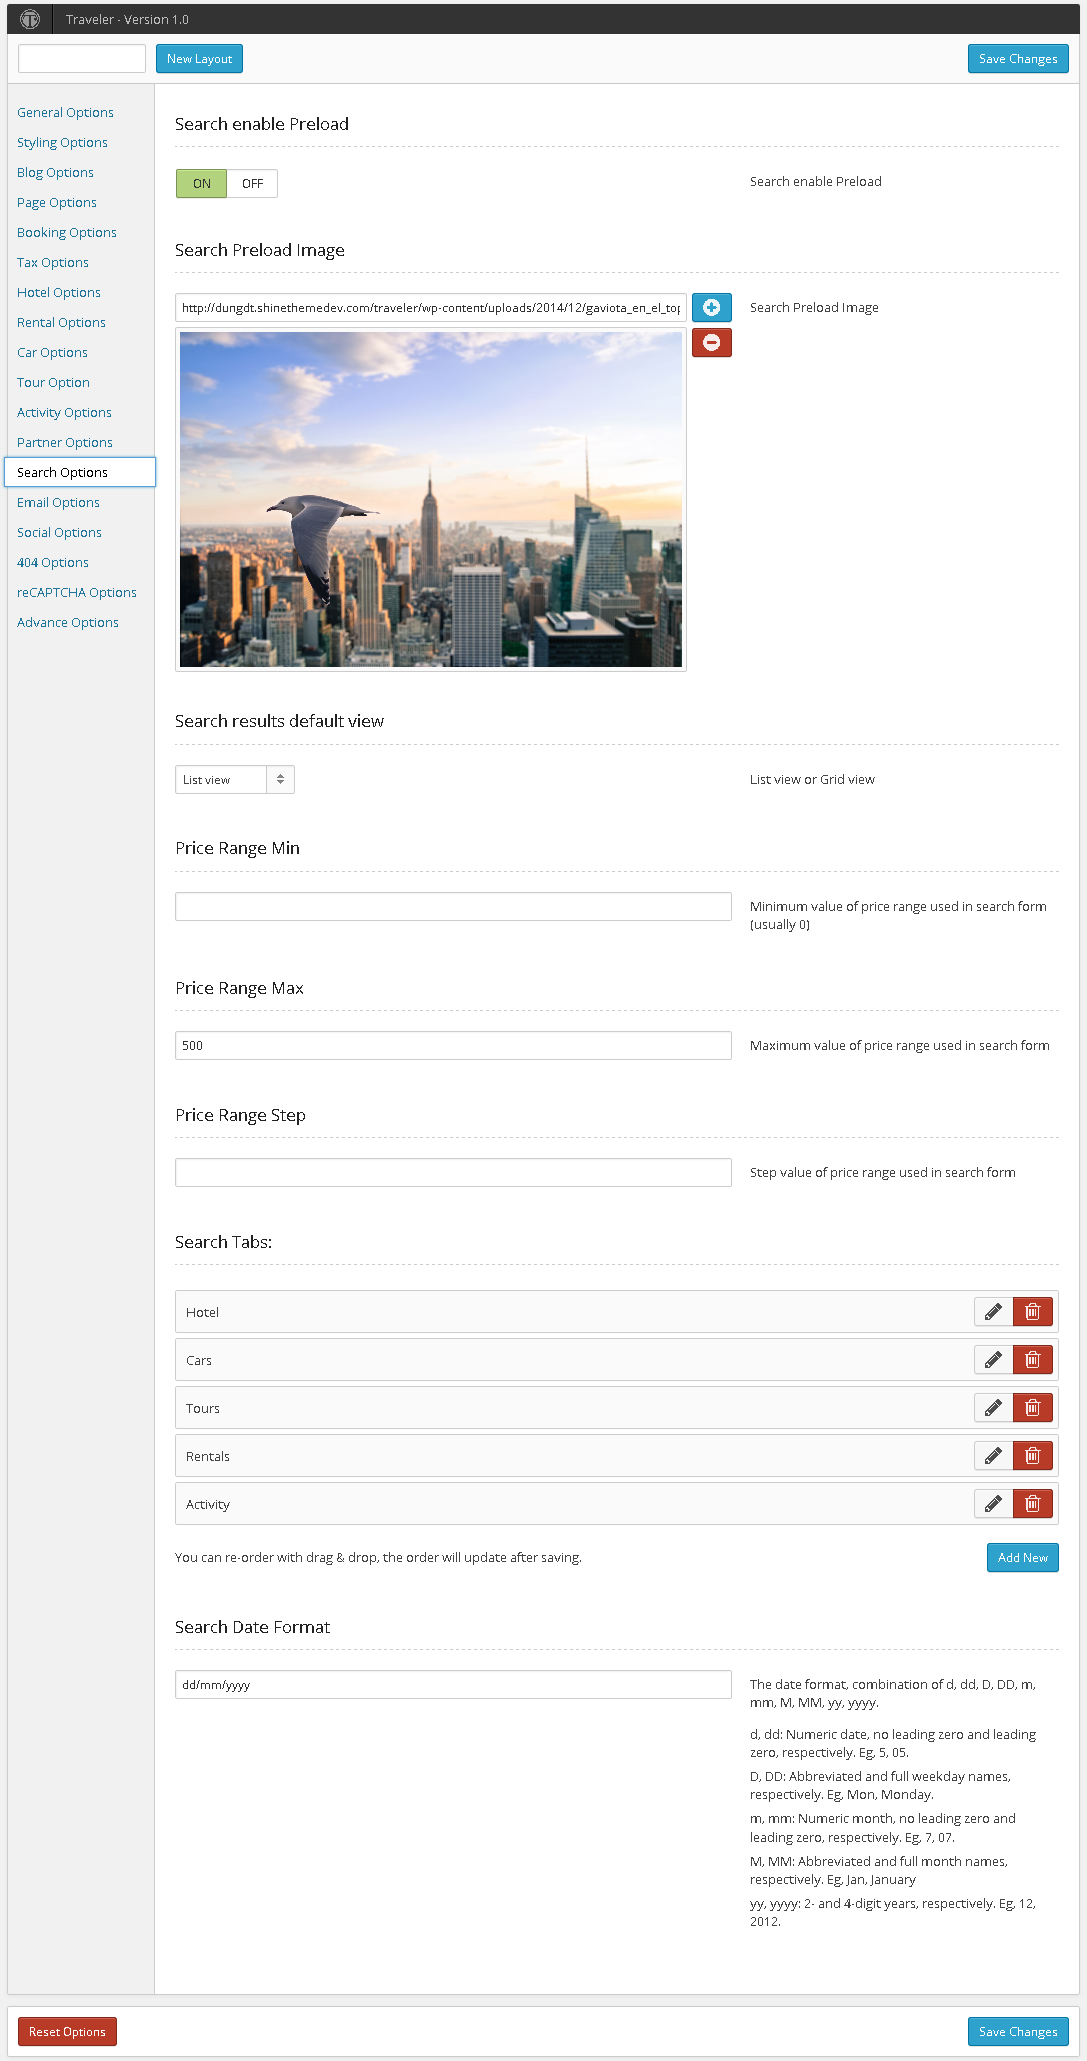 Traveler - Version 1.0
New Layout
Save Changes
General Options
Styling Options
Blog Options
Page Options
Booking Options
Tax Options
Hotel Options
Rental Options
Car Options
Tour Option
Activity Options
Partner Options
Search Options
Email Options
Social Options
404 Options
reCAPTCHA Options
Advance Options
Search enable Preload
ON
OFF
Search enable Preload
Search Preload Image
http://dungdt.shinethemedev.com/traveler/wp-content/uploads/2014/12/gaviota_en_el_top
Search Preload Image
Search results default view
List view
List view or Grid view
Price Range Min
Minimum value of price range used in search form
(usually 0)
Price Range Max
500
Maximum value of price range used in search form
Price Range Step
Step value of price range used in search form
Search Tabs:
Hotel
Cars
Tours
Rentals
Activity
You can re-order with drag & drop, the order will update after saving.
Add New
Search Date Format
dd/mm/yyyy
The date format, combination of d, dd, D, DD, m,
mm, M, MM, yy, yyyy.
d, dd: Numeric date, no leading zero and leading
zero, respectively. Eg, 5, 05.
D, DD: Abbreviated and full weekday names,
respectively. Eg, Mon, Monday.
m, mm: Numeric month, no leading zero and
leading zero, respectively. Eg, 7, 07.
M, MM: Abbreviated and full month names,
respectively. Eg, Jan, January
yy, yyyy: 2- and 4-digit years, respectively. Eg, 12,
2012.
Reset Options
Save Changes